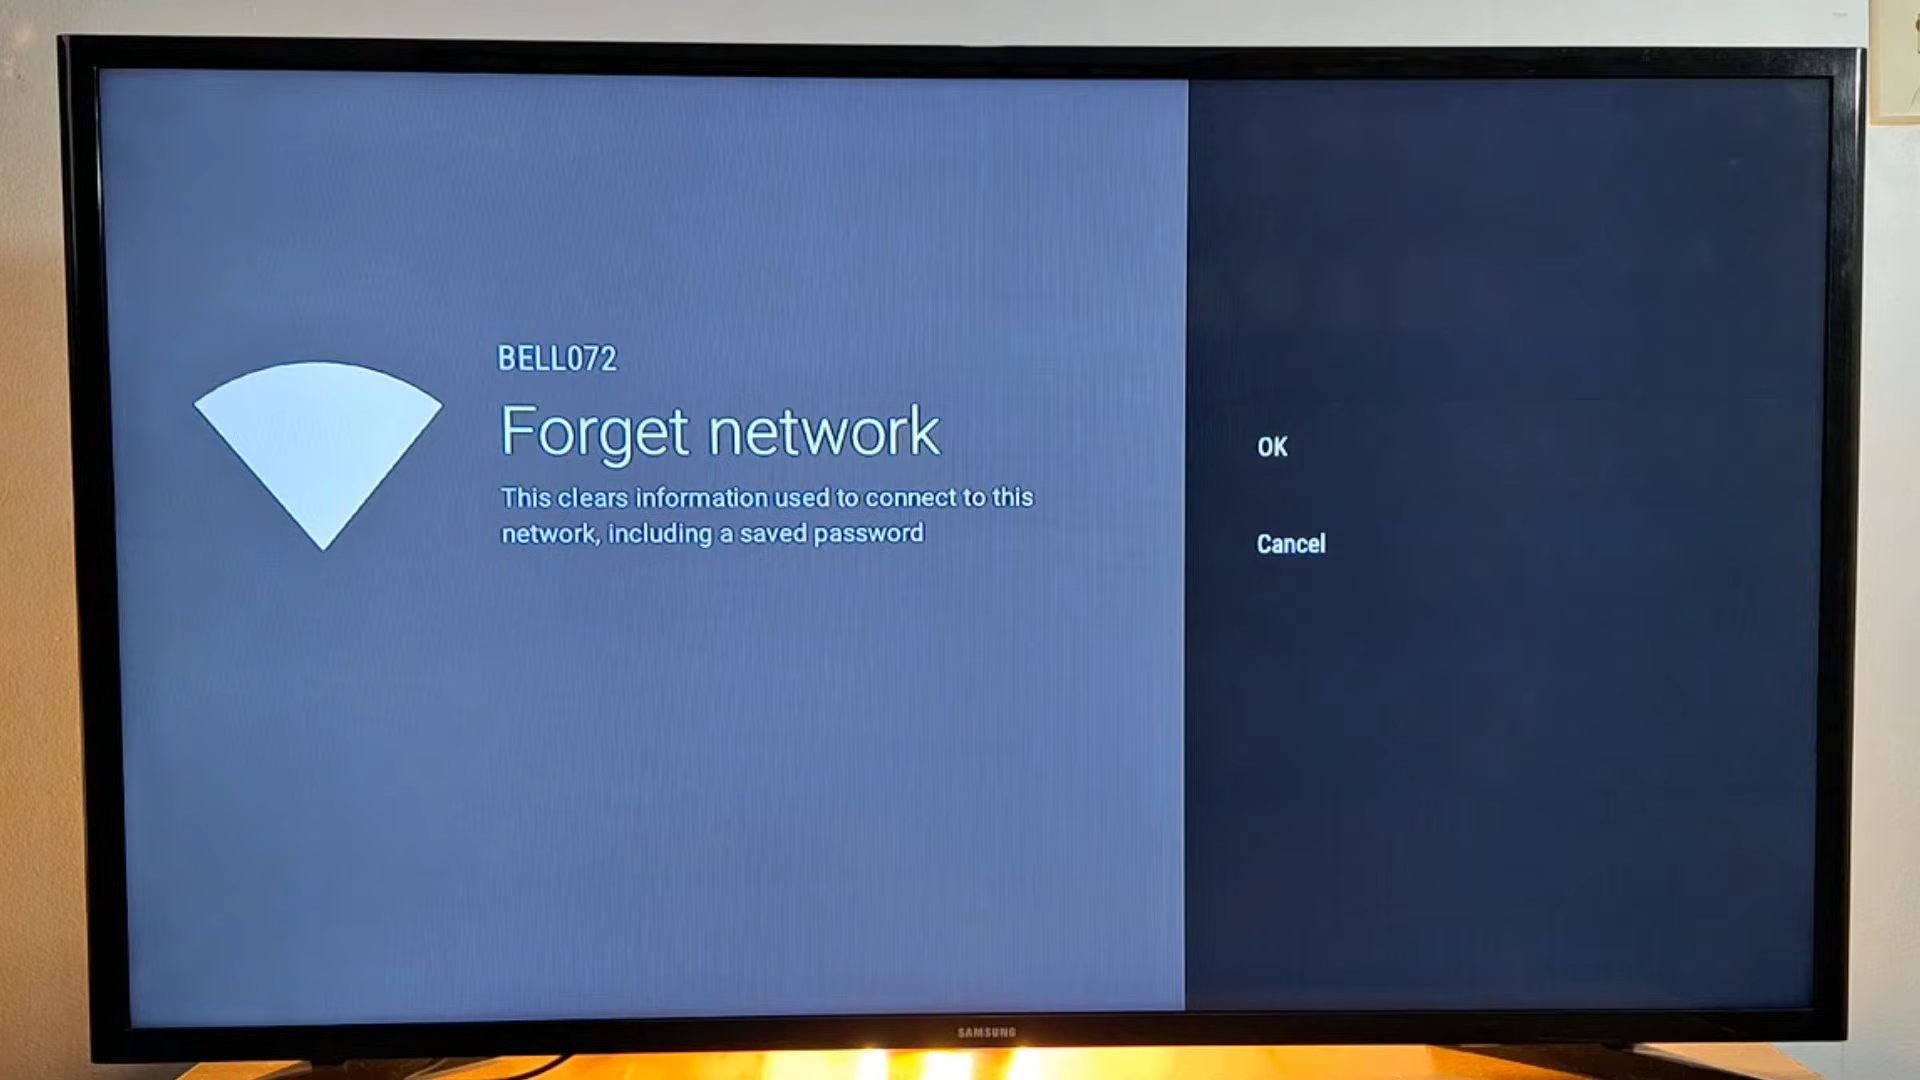 BELL072
Forget network
This clears information used to connect to this
network, including a saved password
OK
Cancel
SAMSUNG